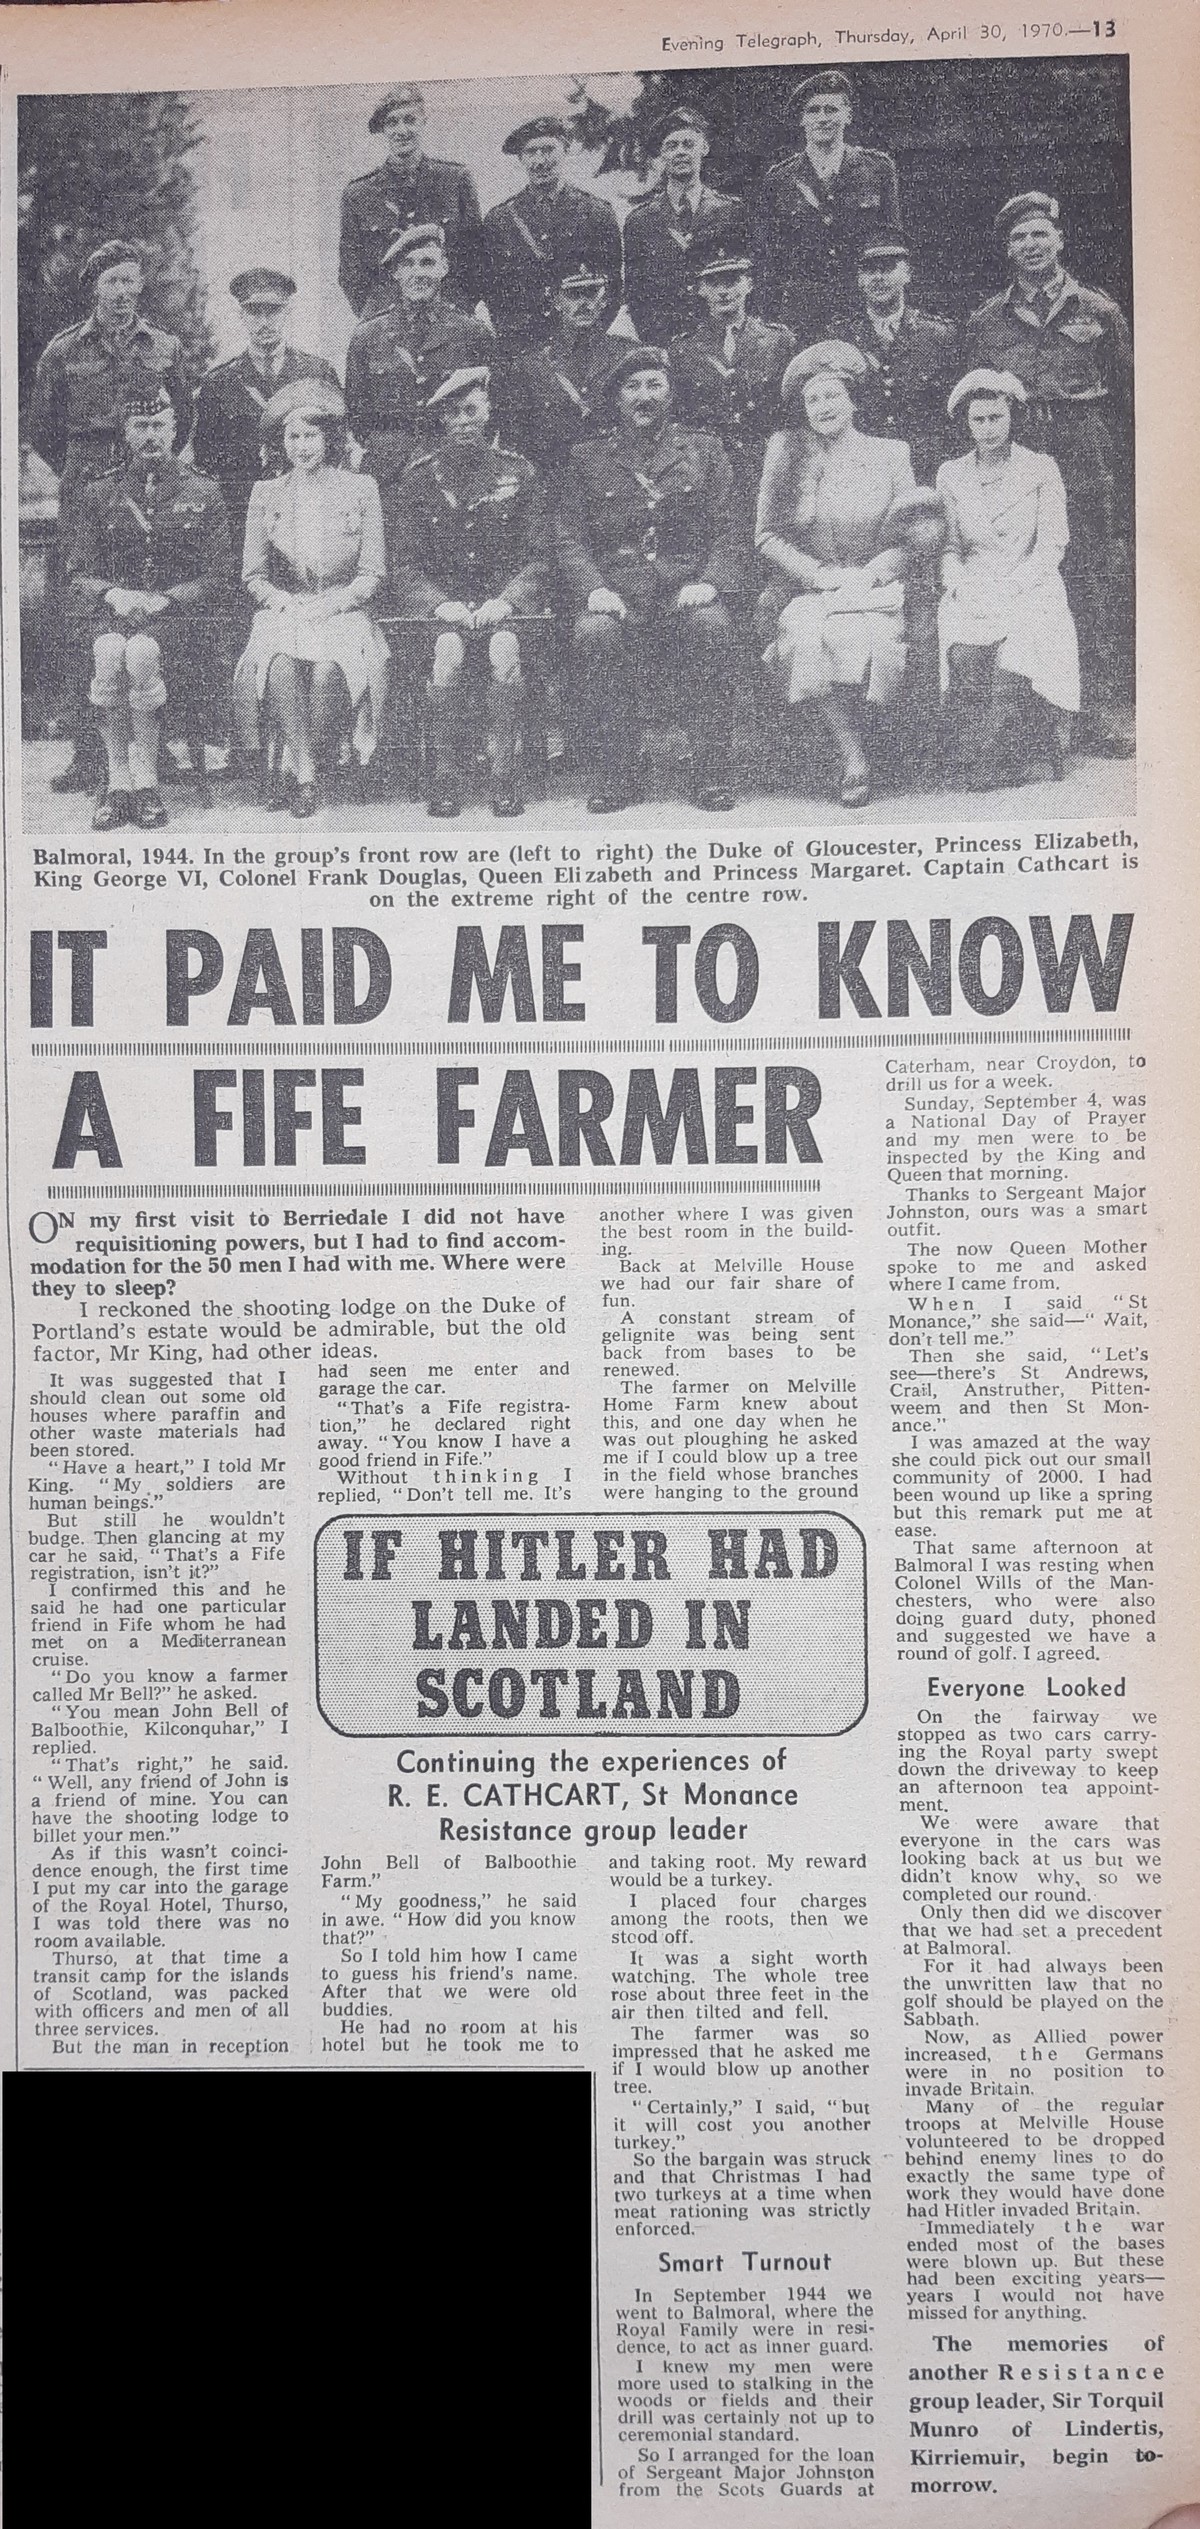 Evening Telegraph, Thursday, April 30, 1970.—13
Balmoral, 1944. In the group's front row are (left to right) the Duke of Gloucester, Princess Elizabeth,
King George VI, Colonel Frank Douglas, Queen Elizabeth and Princess Margaret. Captain Cathcart is
on the extreme right of the centre row.
IT PAID ME TO KNOW
A FIFE FARMER
ON my first visit to Berriedale I did not have
requisitioning powers, but I had to find accom-
modation for the 50 men I had with me. Where were
they to sleep?
I reckoned the shooting lodge on the Duke of
Portland's estate would be admirable, but the old
factor, Mr King, had other ideas.
It was suggested that I
should clean out some old
houses where paraffin and
other waste materials had
been stored.
"Have a heart," I told Mr
King. "My soldiers are
human beings."
But still he wouldn't
budge. Then glancing at my
car he said, "That's a Fife
registration, isn't it?"
I confirmed this and he
said he had one particular
friend in Fife whom he had
met on a Mediterranean
cruise.
"Do you know a farmer
called Mr Bell?" he asked.
"You mean John Bell of
Balboothie, Kilconquhar," I
replied.
"That's right," he said.
"Well, any friend of John is
a friend of mine. You can
have the shooting lodge to
billet your men."
As if this wasn't coinci-
dence enough, the first time
I put my car into the garage
of the Royal Hotel, Thurso,
I was told there was no
room available.
Thurso, at that time a
transit camp for the islands
of Scotland, was packed
with officers and men of all
three services.
But the man in reception
had seen me enter and
garage the car.
"That's a Fife registra-
tion," he declared right
away. "You know I have a
good friend in Fife."
Without thinking I
replied, "Don't tell me. It's
IF HITLER HAD
LANDED IN
SCOTLAND
Continuing the experiences of
R. E. CATHCART, St Monance
Resistance group leader
John Bell of Balboothie
Farm."
"My goodness," he said
in awe. "How did you know
that?"
So I told him how I came
to guess his friend's name.
After that we were old
buddies.
He had no room at his
hotel but he took me to
another where I was given
the best room in the build-
ing.
Back at Melville House
we had our fair share of
fun.
A constant stream of
gelignite was being sent
back from bases to be
renewed.
The farmer on Melville
Home Farm knew about
this, and one day when he
was out ploughing he asked
me if I could blow up a tree
in the field whose branches
were hanging to the ground
and taking root. My reward
would be a turkey.
I placed four charges
among the roots, then we
stood off.
It was a sight worth
watching. The whole tree
rose about three feet in the
air then tilted and fell.
The farmer was so
impressed that he asked me
if I would blow up another
tree.
"Certainly," I said, "but
it will cost you another
turkey."
So the bargain was struck
and that Christmas I had
two turkeys at a time when
meat rationing was strictly
enforced.
Smart Turnout
In September 1944 we
went to Balmoral, where the
Royal Family were in resi-
dence, to act as inner guard.
I knew my men were
more used to stalking in the
woods or fields and their
drill was certainly not up to
ceremonial standard.
So I arranged for the loan
of Sergeant Major Johnston
from the Scots Guards at
Caterham, near Croydon, to
drill us for a week.
Sunday, September 4, was
a National Day of Prayer
and my men were to be
inspected by the King and
Queen that morning.
Thanks to Sergeant Major
Johnston, ours was a smart
outfit.
The now Queen Mother
spoke to me and asked
where I came from.
When I said "St
Monance," she said—"Wait,
don't tell me."
Then she said, "Let's
see—there's St Andrews,
Crail, Anstruther, Pitten-
weem and then St Mon-
ance."
I was amazed at the way
she could pick out our small
community of 2000. I had
been wound up like a spring
but this remark put me at
ease.
That same afternoon at
Balmoral I was resting when
Colonel Wills of the Man-
chesters, who were also
doing guard duty, phoned
and suggested we have a
round of golf. I agreed.
Everyone Looked
On the fairway we
stopped as two cars carry-
ing the Royal party swept
down the driveway to keep
an afternoon tea appoint-
ment.
We were aware that
everyone in the cars was
looking back at us but we
didn't know why, so we
completed our round.
Only then did we discover
that we had set a precedent
at Balmoral.
For it had always been
the unwritten law that no
golf should be played on the
Sabbath.
Now, as Allied power
increased, the Germans
were in no position to
invade Britain.
Many of the regular
troops at Melville House
volunteered to be dropped
behind enemy lines to do
exactly the same type of
work they would have done
had Hitler invaded Britain.
Immediately the war
ended most of the bases
were blown up. But these
had been exciting years—
years I would not have
missed for anything.
The memories of
another Resistance
group leader, Sir Torquil
Munro of Lindertis,
Kirriemuir, begin to-
morrow.